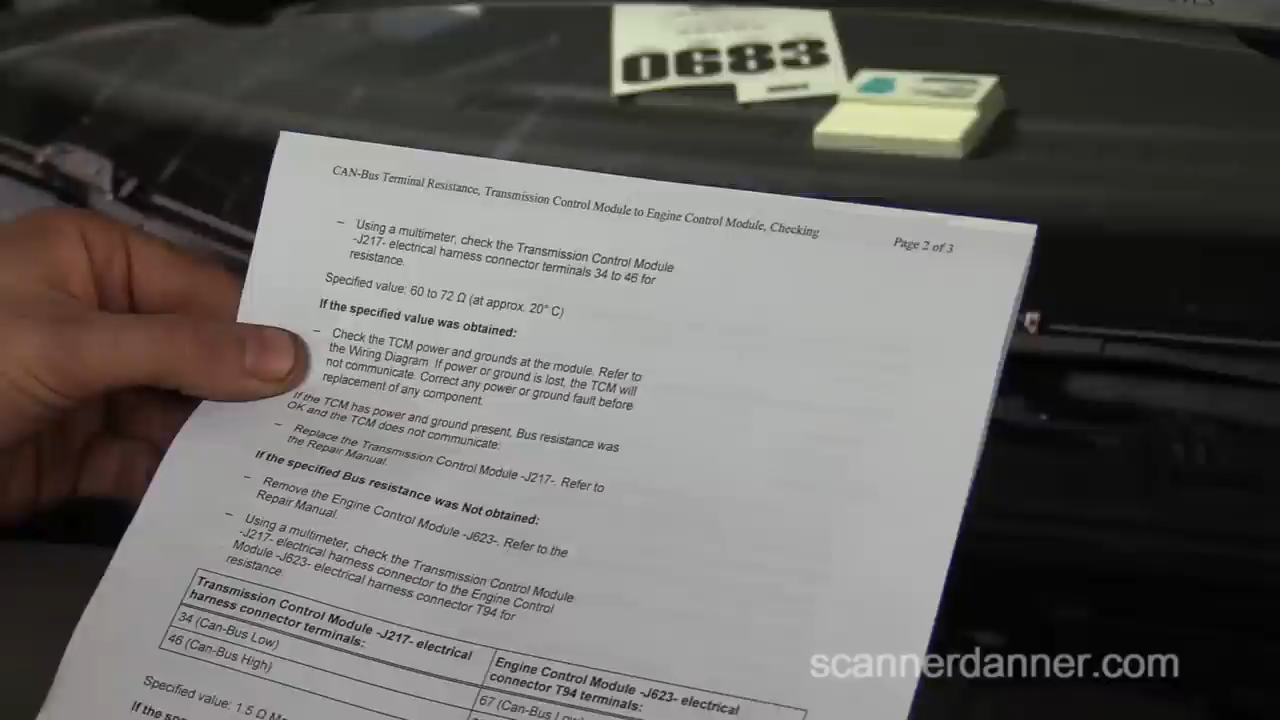 0683
CAN-Bus Terminal Resistance, Transmission Control Module to Engine Control Module, Checking
Page 2 of 3
– Using a multimeter, check the Transmission Control Module
-J217- electrical harness connector terminals 34 to 46 for
resistance.
Specified value: 60 to 72 Ω (at approx. 20° C)
If the specified value was obtained:
– Check the TCM power and grounds at the module. Refer to
the Wiring Diagram. If power or ground is lost, the TCM will
not communicate. Correct any power or ground fault before
replacement of any component.
If the TCM has power and ground present, Bus resistance was
OK and the TCM does not communicate:
– Replace the Transmission Control Module -J217-. Refer to
the Repair Manual.
If the specified Bus resistance was Not obtained:
– Remove the Engine Control Module -J623-. Refer to the
Repair Manual.
– Using a multimeter, check the Transmission Control Module
-J217- electrical harness connector to the Engine Control
Module -J623- electrical harness connector T94 for
resistance.
Transmission Control Module -J217- electrical
harness connector terminals:
Engine Control Module -J623- electrical
connector T94 terminals:
34 (Can-Bus Low)
67 (Can-Bus Low)
46 (Can-Bus High)
Specified value: 1.5 Ω
If the
scannerdanner.com